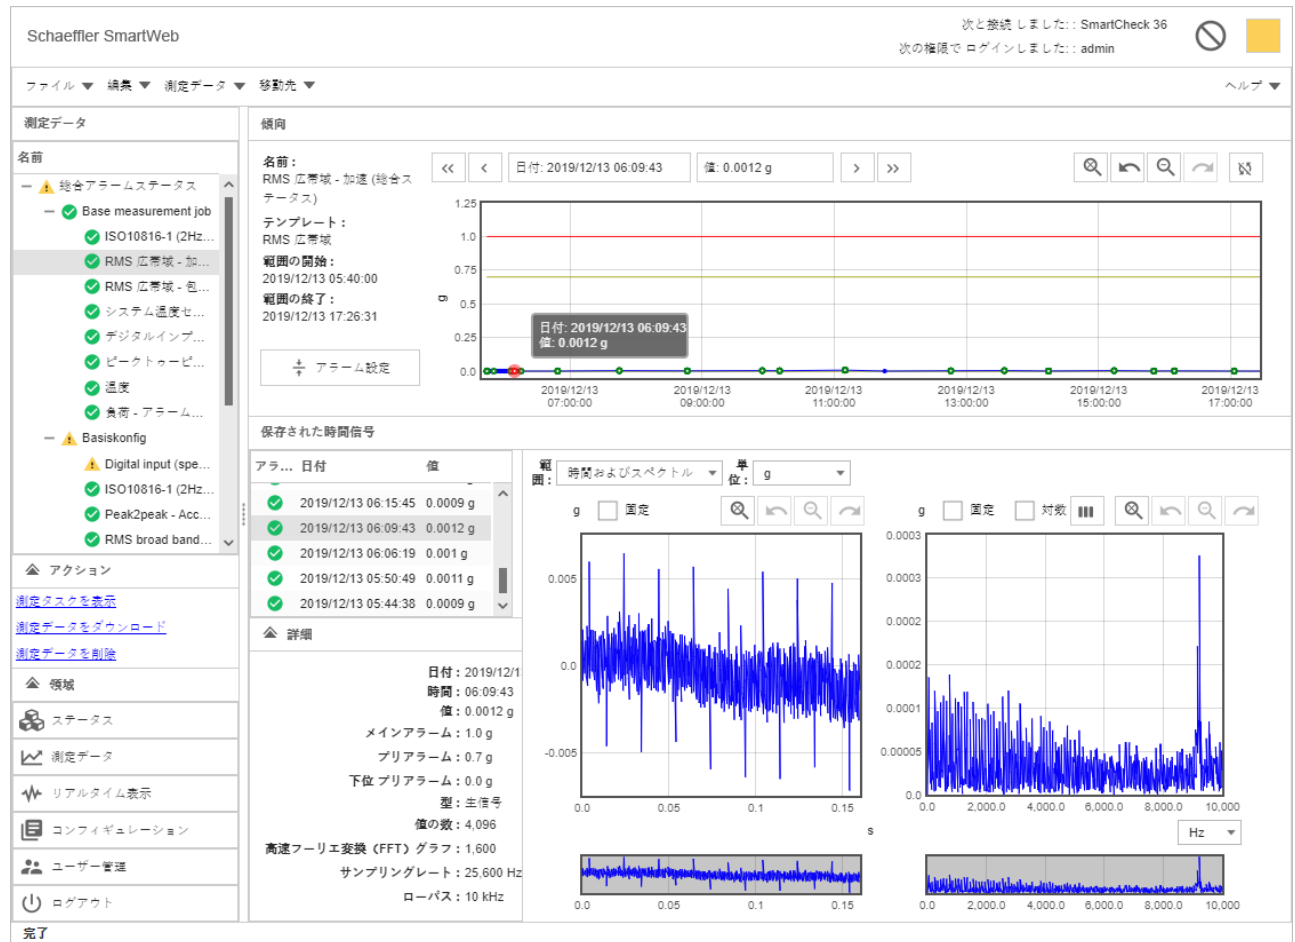 Schaeffler SmartWeb
次と接続 しました: : SmartCheck 36
次の権限で ログインしました: : admin
ファイル 編集 測定データ 移動先 ヘルプ
測定データ
名前
総合アラームステータス
Base measurement job
ISO10816-1 (2Hz...
RMS 広帯域 - 加...
RMS 広帯域 - 包...
システム温度セ...
デジタルインプ...
ピークトゥーピ...
温度
負荷 - アラーム...
Basiskonfig
Digital input (spe...
ISO10816-1 (2Hz...
Peak2peak - Acc...
RMS broad band...
アクション
測定タスクを表示
測定データをダウンロード
測定データを削除
領域
ステータス
測定データ
リアルタイム表示
コンフィギュレーション
ユーザー管理
ログアウト
完了
傾向
名前 :
RMS 広帯域 - 加速 (総合ス
テータス)
テンプレート :
RMS 広帯域
範囲の開始 :
2019/12/13 05:40:00
範囲の終了 :
2019/12/13 17:26:31
アラーム設定
<< < 日付: 2019/12/13 06:09:43 値: 0.0012 g > >>
1.25
1.0
0.75
0.5
0.25
0.0
g
日付: 2019/12/13 06:09:43
値: 0.0012 g
2019/12/13 2019/12/13 2019/12/13 2019/12/13 2019/12/13 2019/12/13
07:00:00 09:00:00 11:00:00 13:00:00 15:00:00 17:00:00
保存された時間信号
アラ... 日付 値
2019/12/13 06:15:45 0.0009 g
2019/12/13 06:09:43 0.0012 g
2019/12/13 06:06:19 0.001 g
2019/12/13 05:50:49 0.0011 g
2019/12/13 05:44:38 0.0009 g
詳細
日付 : 2019/12/1
時間 : 06:09:43
値 : 0.0012 g
メインアラーム : 1.0 g
プリアラーム : 0.7 g
下位 プリアラーム : 0.0 g
型 : 生信号
値の数 : 4,096
高速フーリエ変換（FFT）グラフ : 1,600
サンプリングレート : 25,600 Hz
ローパス : 10 kHz
範囲 : 時間およびスペクトル 単位 : g
g 固定
0.005
0.0
-0.005
0.0 0.05 0.1 0.15
s
0.0 0.05 0.1 0.15
g 固定 対数
0.0003
0.0003
0.0002
0.0002
0.0001
0.00005
0.0
0.0 2,000.0 4,000.0 6,000.0 8,000.0 10,000
Hz
0.0 2,000.0 4,000.0 6,000.0 8,000.0 10,000